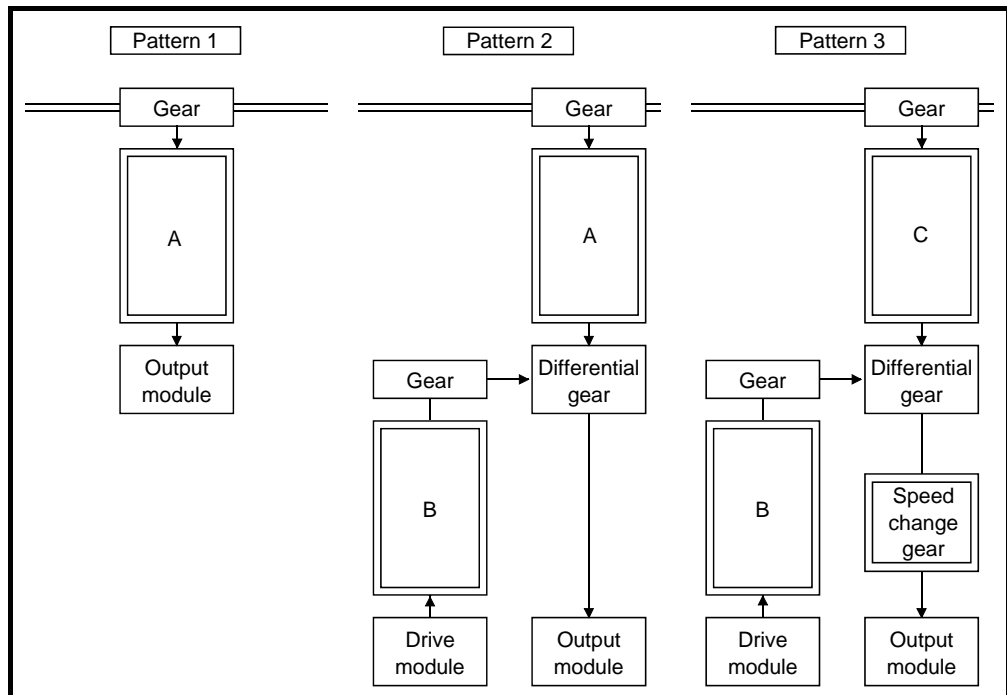 Pattern 1
Pattern 2
Pattern 3
Gear
Gear
Gear
A
A
C
Output
module
Gear
Differential
gear
Gear
Differential
gear
B
B
Speed
change
gear
Drive
module
Output
module
Drive
module
Output
module